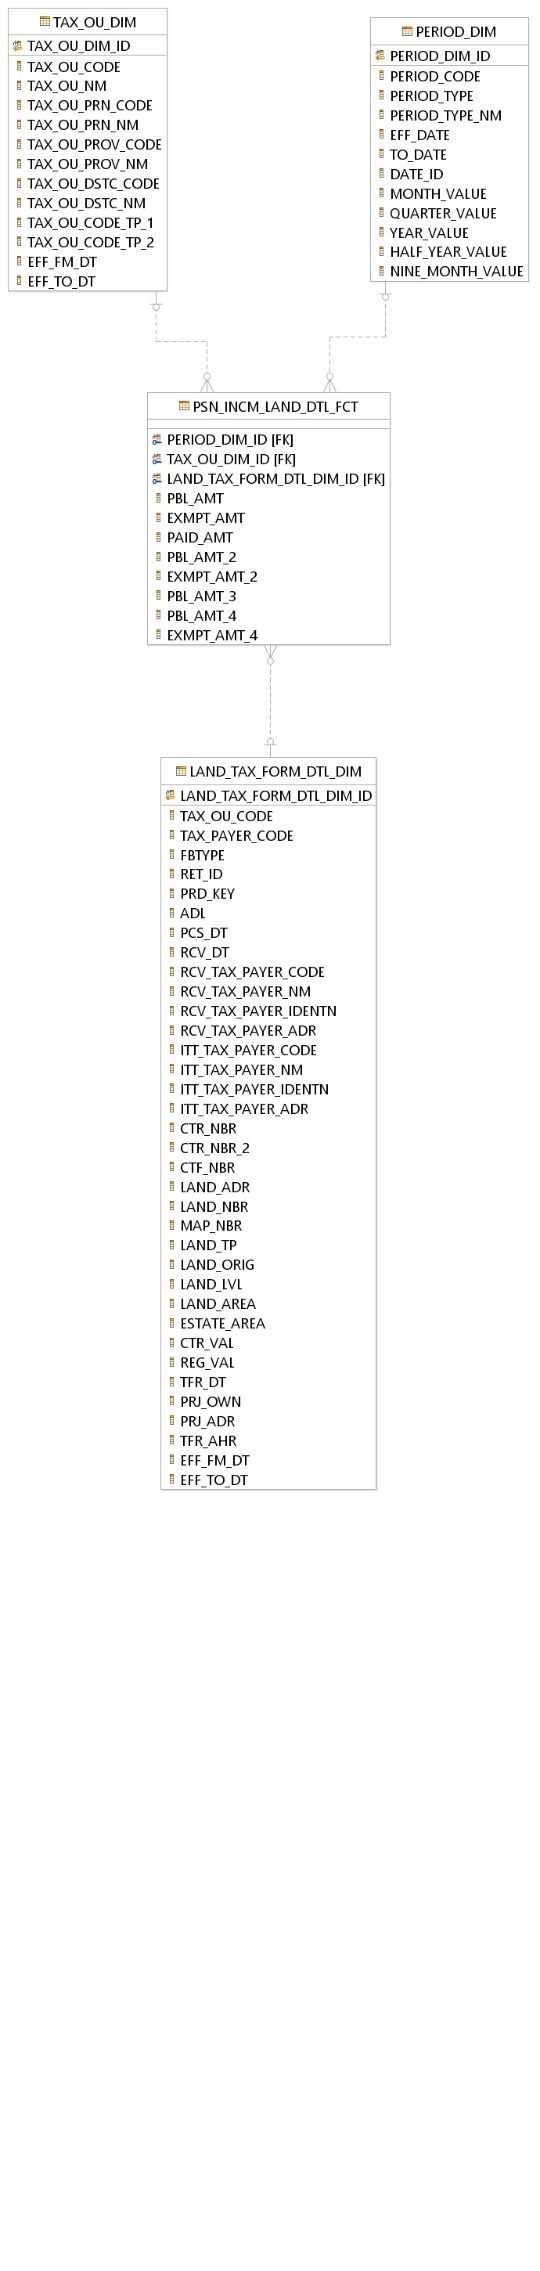 TAX_OU_DIM
TAX_OU_DIM_ID
TAX_OU_CODE
TAX_OU_NM
TAX_OU_PRN_CODE
TAX_OU_PRN_NM
TAX_OU_PROV_CODE
TAX_OU_PROV_NM
TAX_OU_DSTC_CODE
TAX_OU_DSTC_NM
TAX_OU_CODE_TP_1
TAX_OU_CODE_TP_2
EFF_FM_DT
EFF_TO_DT
PERIOD_DIM
PERIOD_DIM_ID
PERIOD_CODE
PERIOD_TYPE
PERIOD_TYPE_NM
EFF_DATE
TO_DATE
DATE_ID
MONTH_VALUE
QUARTER_VALUE
YEAR_VALUE
HALF_YEAR_VALUE
NINE_MONTH_VALUE
PSN_INCM_LAND_DTL_FCT
PERIOD_DIM_ID [FK]
TAX_OU_DIM_ID [FK]
LAND_TAX_FORM_DTL_DIM_ID [FK]
PBL_AMT
EXMPT_AMT
PAID_AMT
PBL_AMT_2
EXMPT_AMT_2
PBL_AMT_3
PBL_AMT_4
EXMPT_AMT_4
LAND_TAX_FORM_DTL_DIM
LAND_TAX_FORM_DTL_DIM_ID
TAX_OU_CODE
TAX_PAYER_CODE
FBTYPE
RET_ID
PRD_KEY
ADL
PCS_DT
RCV_DT
RCV_TAX_PAYER_CODE
RCV_TAX_PAYER_NM
RCV_TAX_PAYER_IDENTN
RCV_TAX_PAYER_ADR
ITT_TAX_PAYER_CODE
ITT_TAX_PAYER_NM
ITT_TAX_PAYER_IDENTN
ITT_TAX_PAYER_ADR
CTR_NBR
CTR_NBR_2
CTF_NBR
LAND_ADR
LAND_NBR
MAP_NBR
LAND_TP
LAND_ORIG
LAND_LVL
LAND_AREA
ESTATE_AREA
CTR_VAL
REG_VAL
TFR_DT
PRJ_OWN
PRJ_ADR
TFR_AHR
EFF_FM_DT
EFF_TO_DT